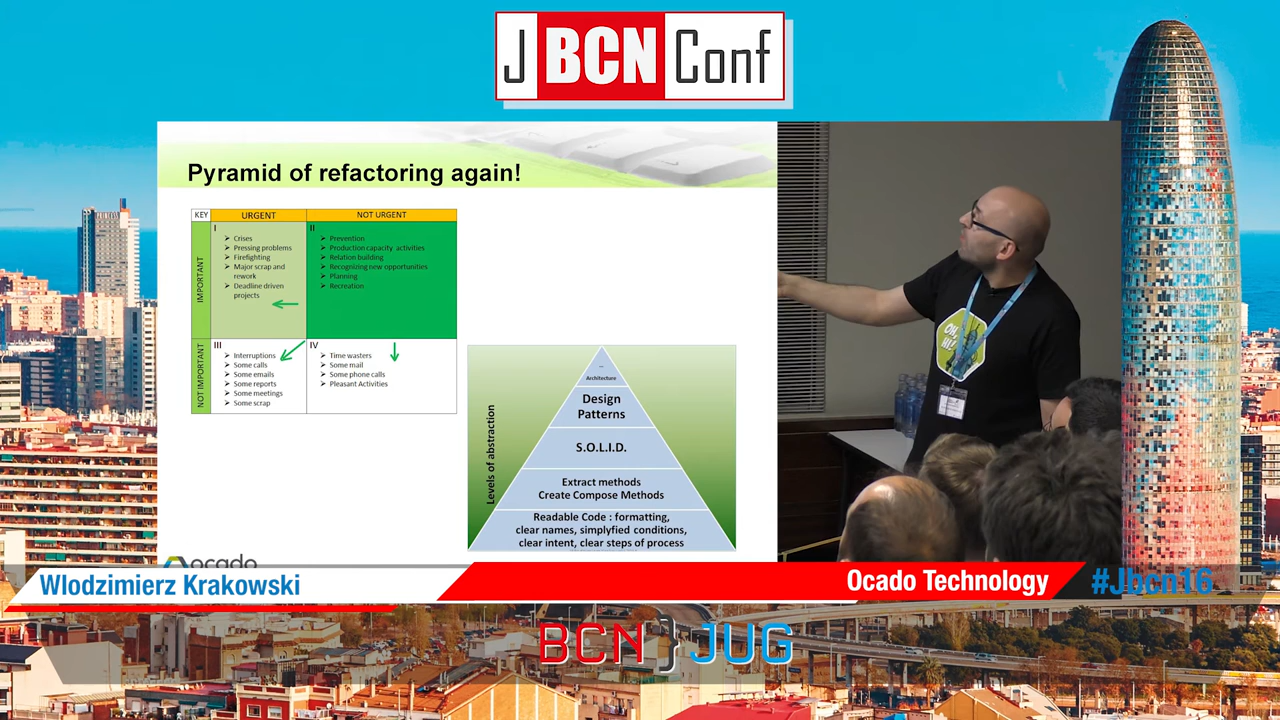 J BCN Conf
Pyramid of refactoring again!
KEY
URGENT
NOT URGENT
IMPORTANT
I
Crises
Pressing problems
Firefighting
Major scrap and
rework
Deadline driven
projects
II
Prevention
Production capacity activities
Relation building
Recognizing new opportunities
Planning
Recreation
NOT IMPORTANT
III
Interruptions
Some calls
Some emails
Some reports
Some meetings
Some scrap
IV
Time wasters
Some mail
Some phone calls
Pleasant Activities
Levels of abstraction
...
Architecture
Design
Patterns
S.O.L.I.D.
Extract methods
Create Compose Methods
Readable Code : formatting,
clear names, simplyfied conditions,
clear intent, clear steps of process
ocado
Wlodzimierz Krakowski
Ocado Technology
#Jbcn16
BCN JUG